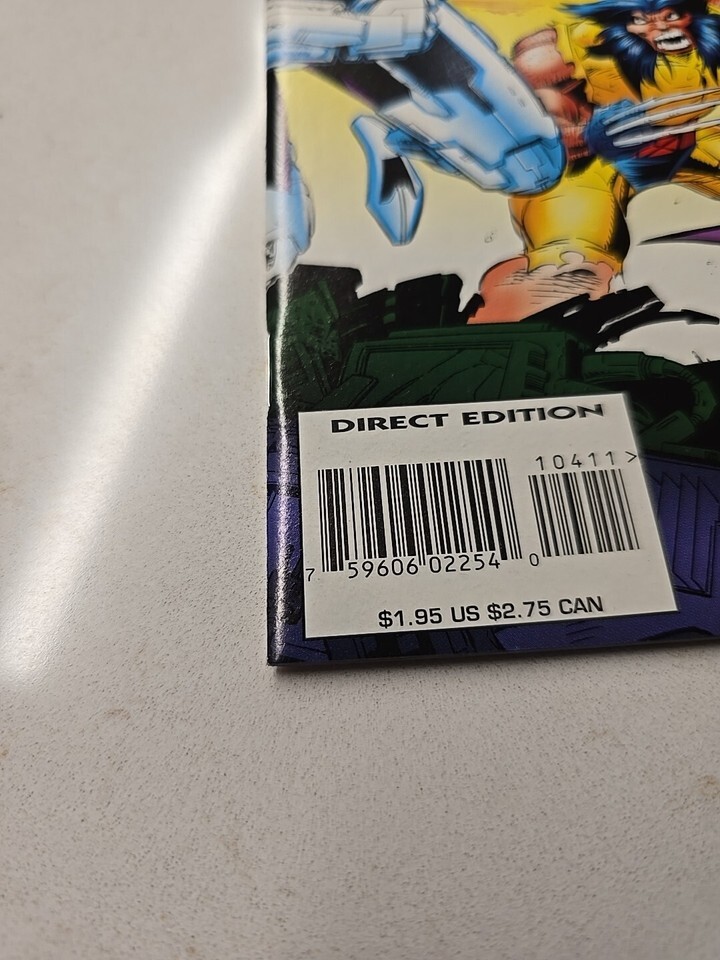 DIRECT EDITION
10411>
7 59606 02254 0
$1.95 US $2.75 CAN